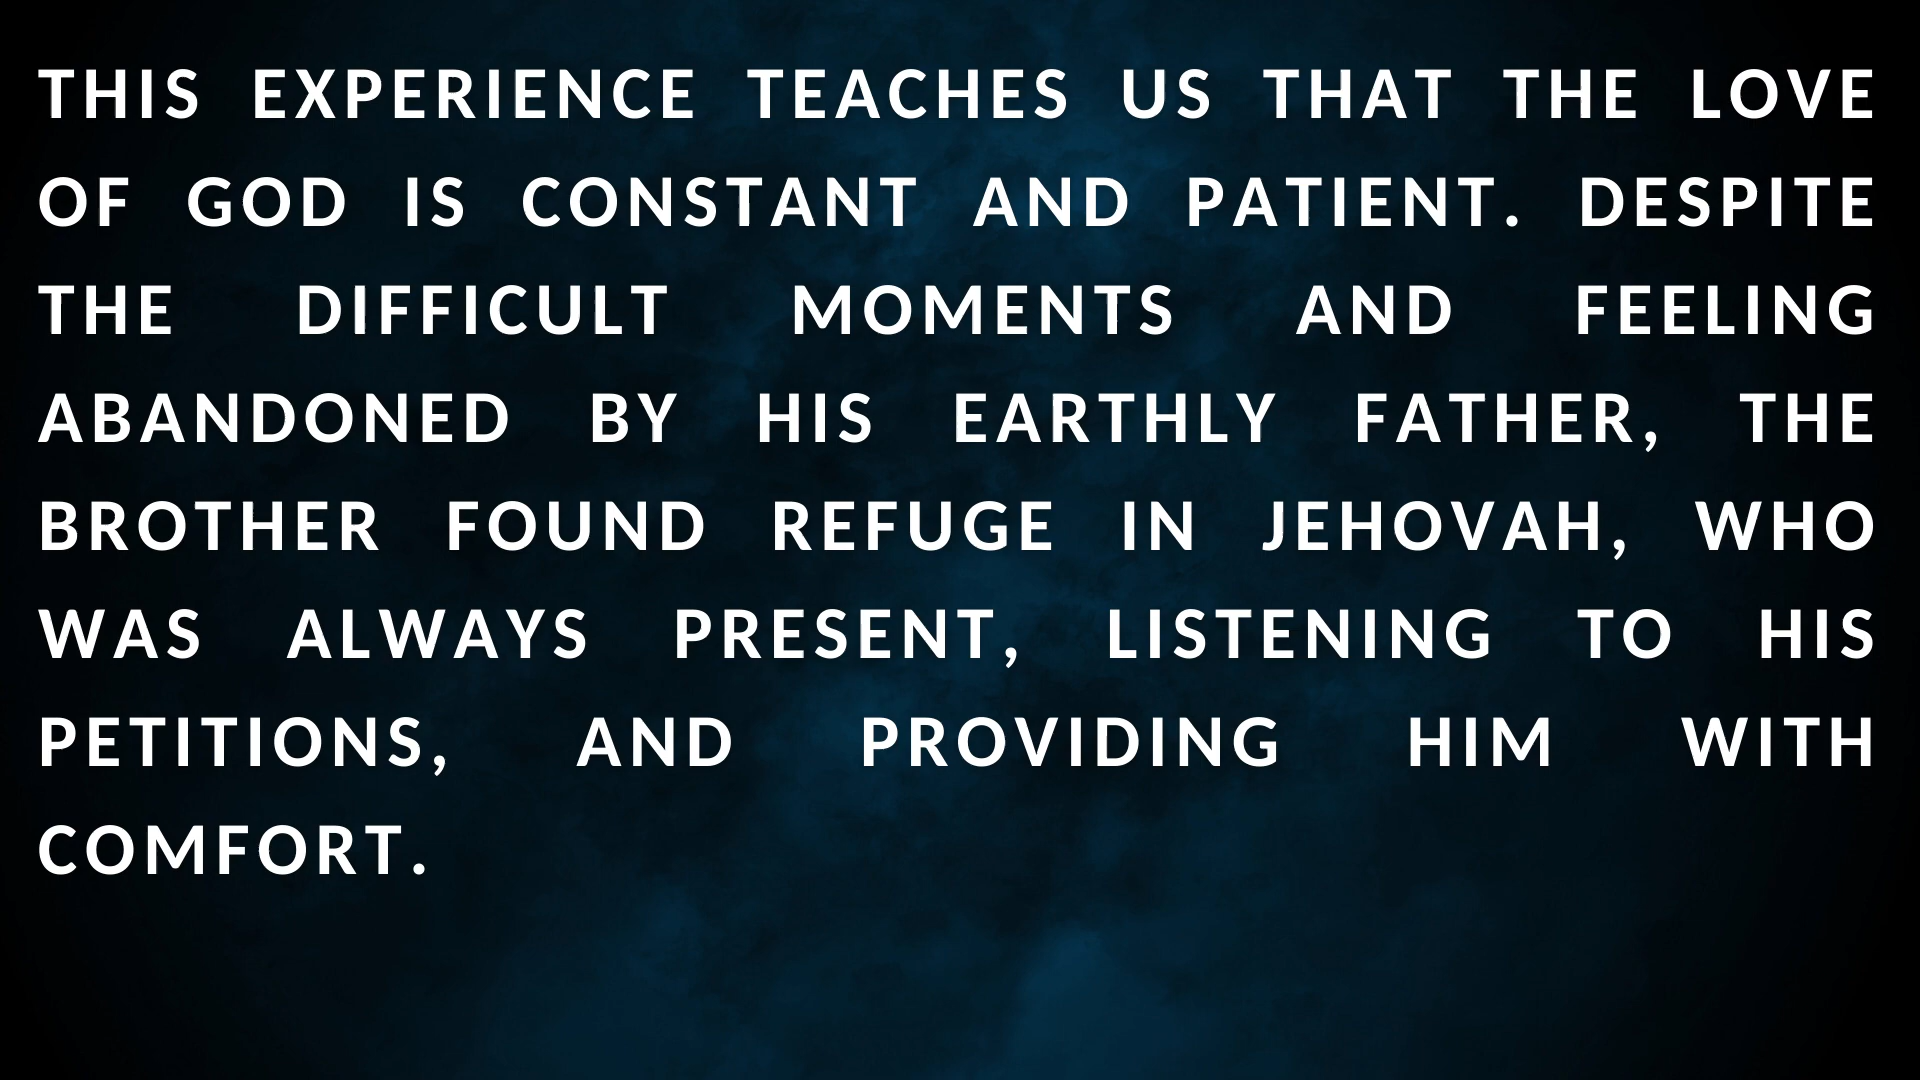 THIS EXPERIENCE TEACHES US THAT THE LOVE
OF GOD IS CONSTANT AND PATIENT. DESPITE
THE DIFFICULT MOMENTS AND FEELING
ABANDONED BY HIS EARTHLY FATHER, THE
BROTHER FOUND REFUGE IN JEHOVAH, WHO
WAS ALWAYS PRESENT, LISTENING TO HIS
PETITIONS, AND PROVIDING HIM WITH
COMFORT.